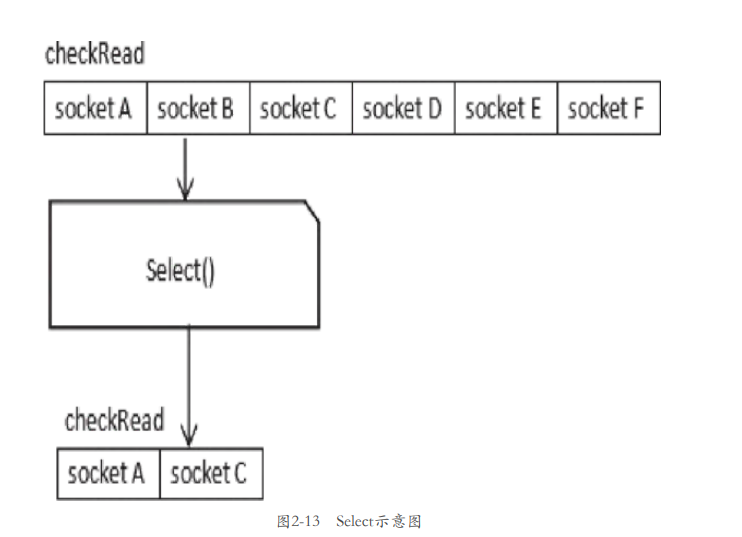 checkRead
socket A socket B socket C socket D socket E socket F
Select()
checkRead
socket A socket C
图2-13 Select示意图